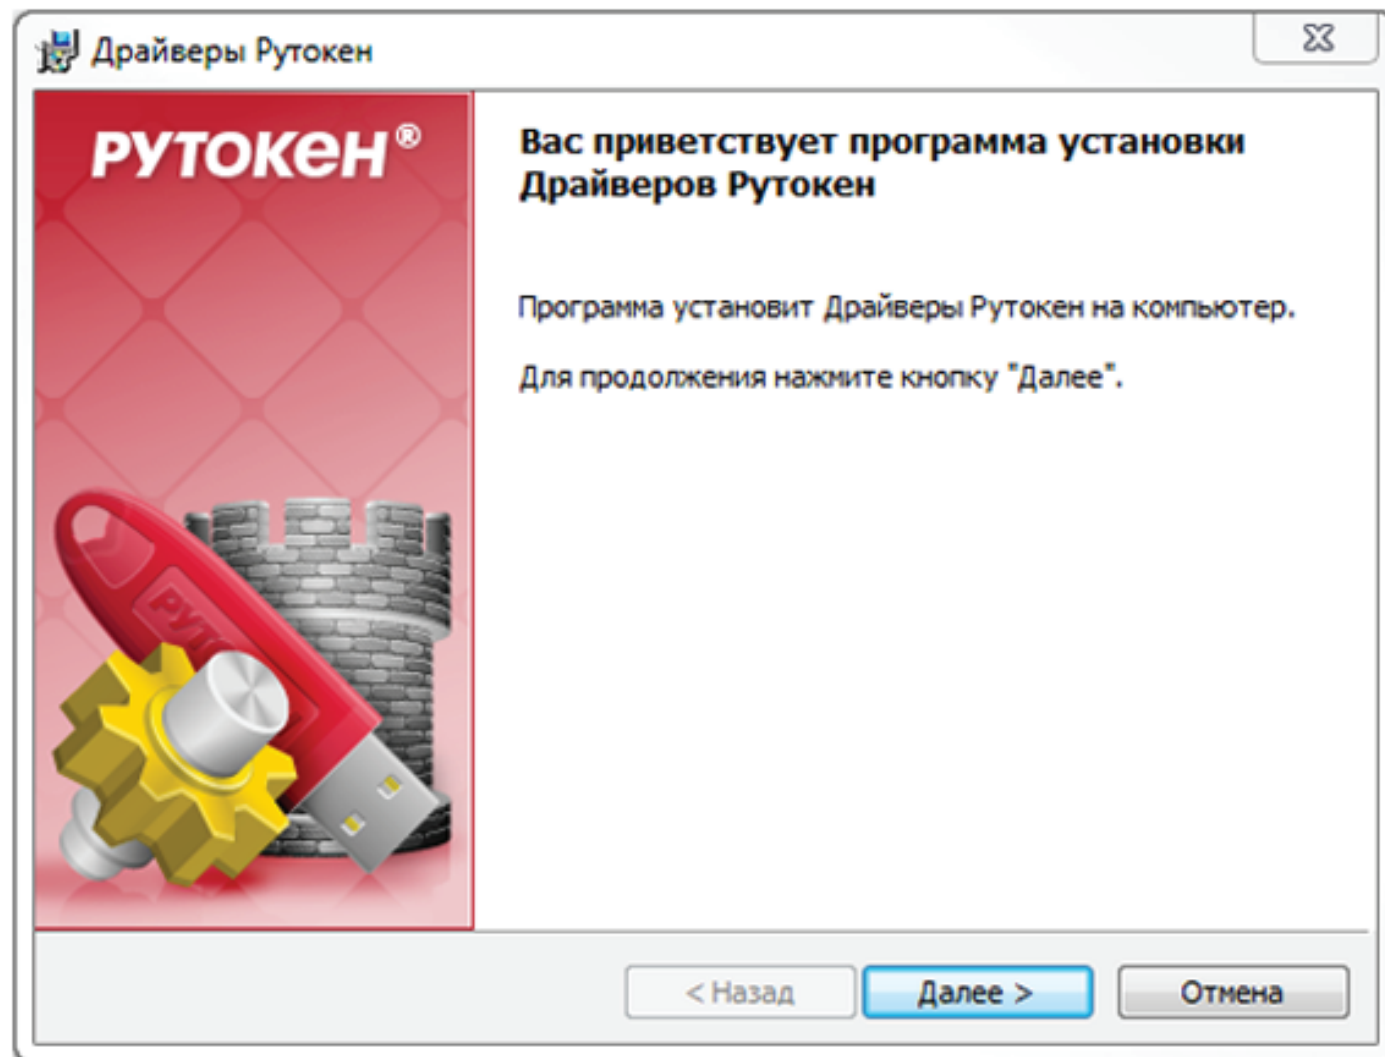 Драйверы Рутокен
РУТОКЕН®
Вас приветствует программа установки
Драйверов Рутокен
Программа установит Драйверы Рутокен на компьютер.
Для продолжения нажмите кнопку "Далее".
< Назад
Далее >
Отмена